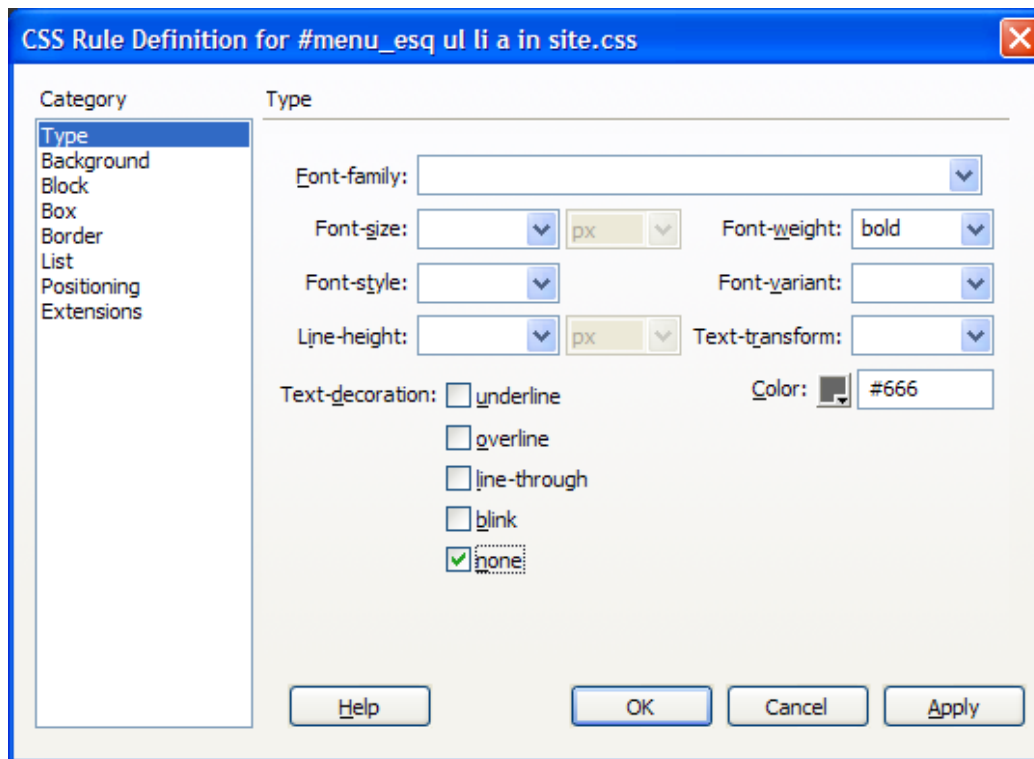 CSS Rule Definition for #menu_esq ul li a in site.css
Category
Type
Type
Background
Block
Box
Border
List
Positioning
Extensions
Font-family:
Font-size: px Font-weight: bold
Font-style: Font-variant:
Line-height: px Text-transform:
Text-decoration: underline Color: #666
overline
line-through
blink
none
Help OK Cancel Apply